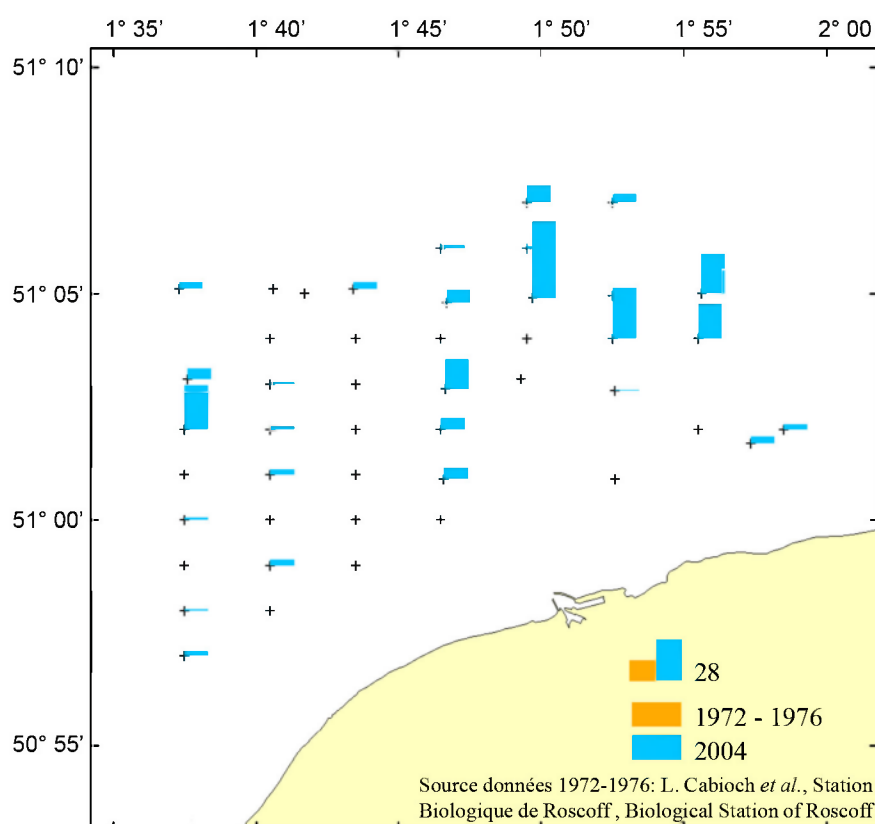 1° 35’ 1° 40’ 1° 45’ 1° 50’ 1° 55’ 2° 00
51° 10’
51° 05’
51° 00’
28
1972 - 1976
50° 55’
2004
Source données 1972-1976: L. Cabioch et al., Station
Biologique de Roscoff , Biological Station of Roscoff